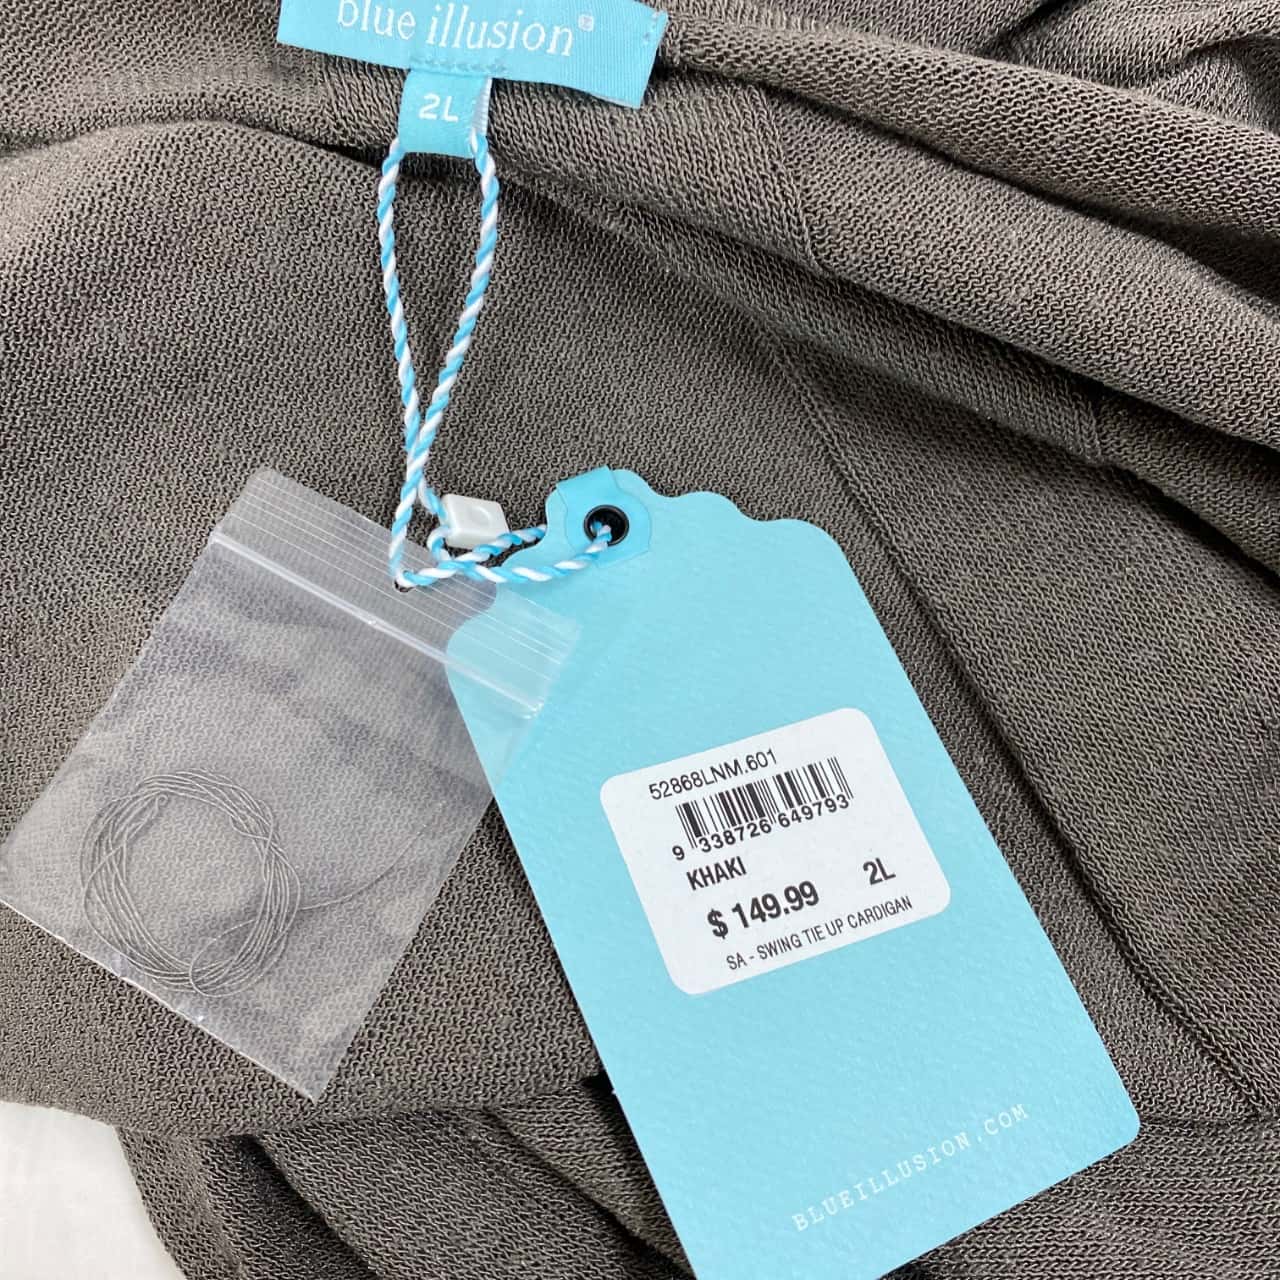 blue illusion®
2L
52868LNM.601
9 338726 649793
KHAKI
$ 149.99 2L
SA - SWING TIE UP CARDIGAN
BLUEILLUSION.COM